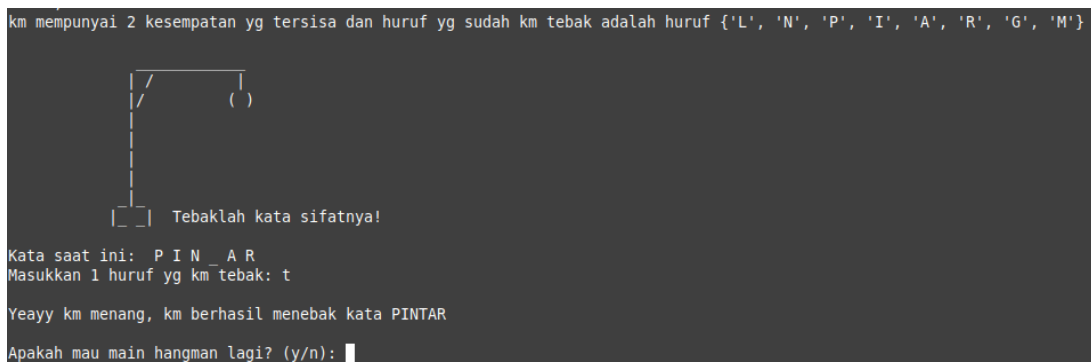 km mempunyai 2 kesempatan yg tersisa dan huruf yg sudah km tebak adalah huruf {'L', 'N', 'P', 'I', 'A', 'R', 'G', 'M'}
Tebaklah kata sifatnya!
Kata saat ini:  P I N _ A R
Masukkan 1 huruf yg km tebak: t
Yeayy km menang, km berhasil menebak kata PINTAR
Apakah mau main hangman lagi? (y/n):